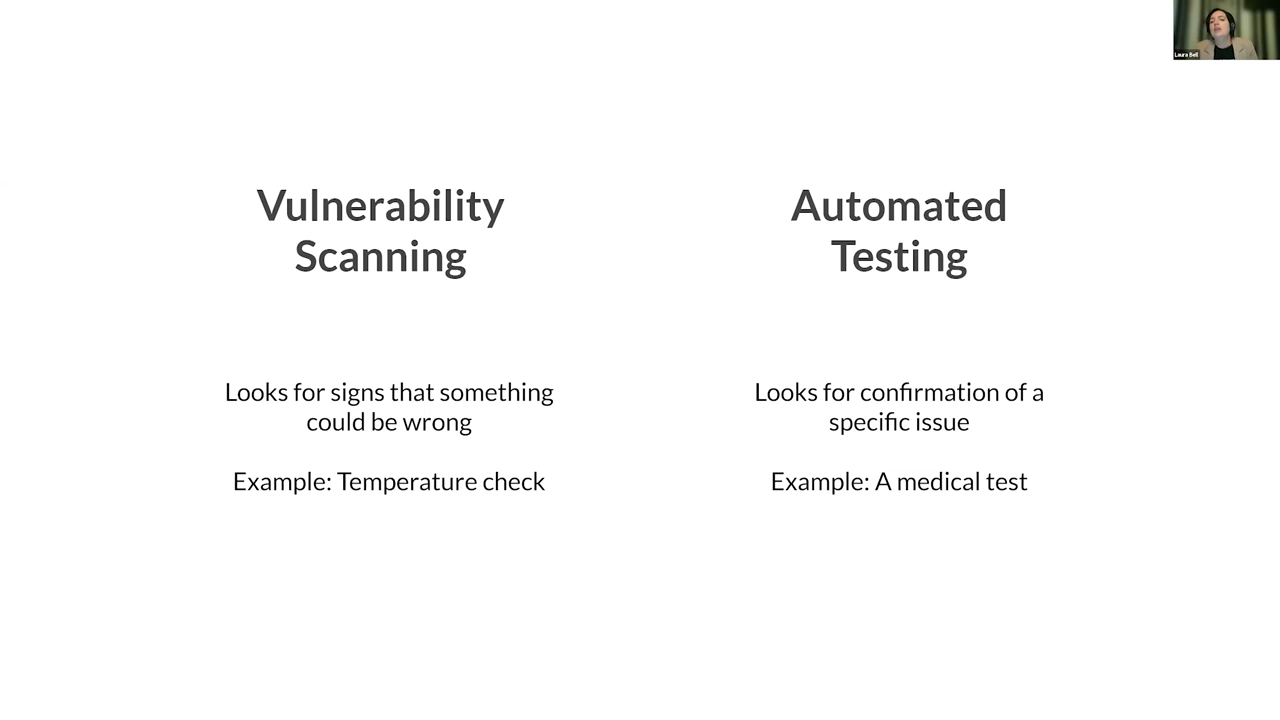 Laura Bell
Vulnerability
Scanning
Looks for signs that something
could be wrong
Example: Temperature check
Automated
Testing
Looks for confirmation of a
specific issue
Example: A medical test